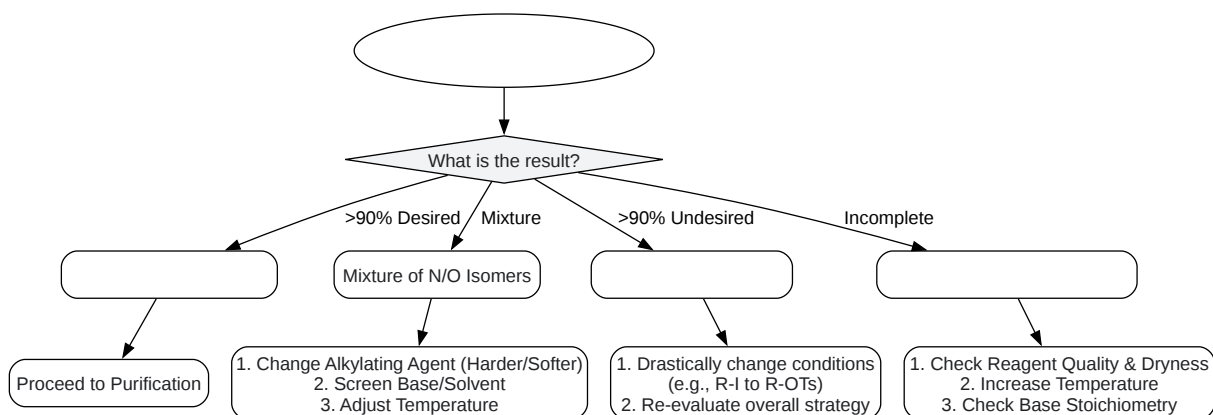 What is the result?
>90% Desired
Mixture
>90% Undesired
Incomplete
Mixture of N/O Isomers
Proceed to Purification
1. Change Alkylating Agent (Harder/Softer)
2. Screen Base/Solvent
3. Adjust Temperature
1. Drastically change conditions
(e.g., R-I to R-OTs)
2. Re-evaluate overall strategy
1. Check Reagent Quality & Dryness
2. Increase Temperature
3. Check Base Stoichiometry